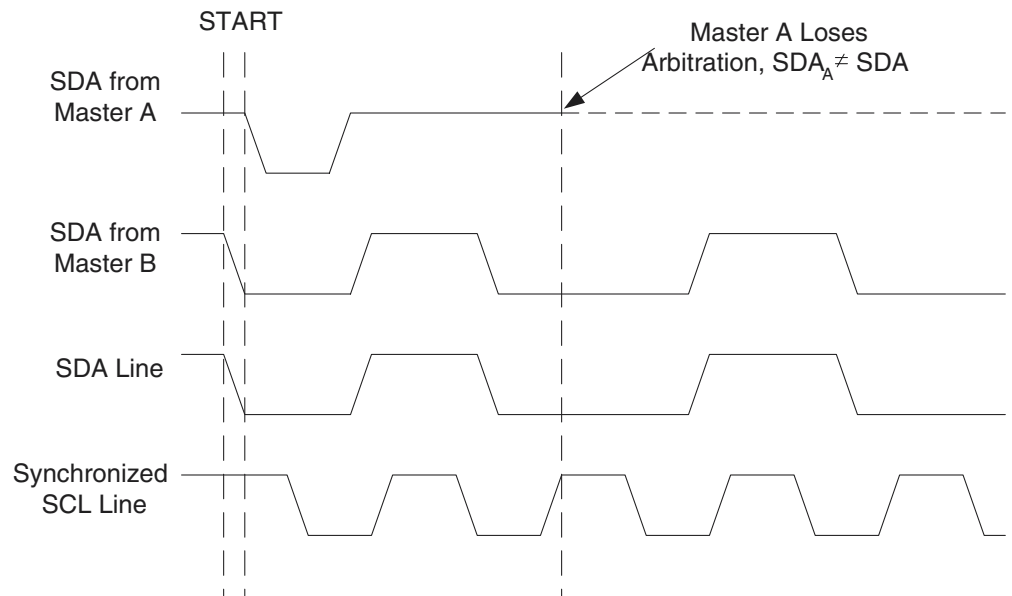 START
Master A Loses
Arbitration, SDA_A ≠ SDA
SDA from
Master A
SDA from
Master B
SDA Line
Synchronized
SCL Line